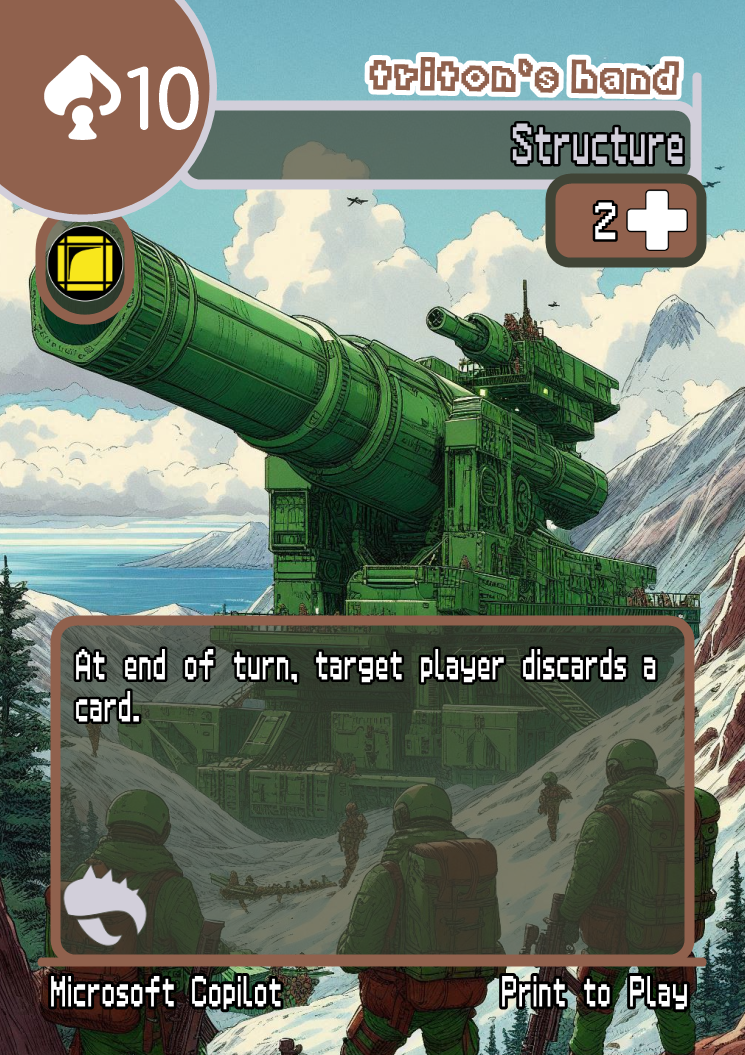 10
triton's hand
Structure
2
At end of turn, target player discards a
card.
Microsoft Copilot
Print to Play